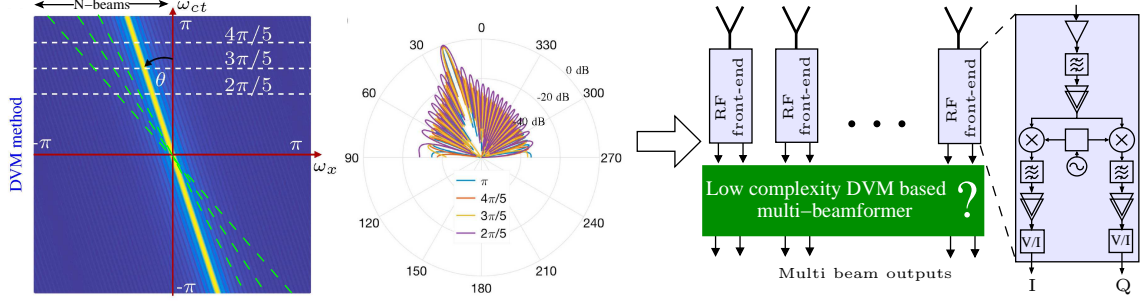 N−beams
ω_ct
π
4π/5
3π/5
2π/5
θ
-π
π
ω_x
-π
DVM method
0
30
330
60
300
90
270
120
240
150
210
180
0 dB
-20 dB
-40 dB
π
4π/5
3π/5
2π/5
RF
front-end
RF
front-end
RF
front-end
Low complexity DVM based
multi−beamformer
?
Multi beam outputs
V/I
V/I
I
Q